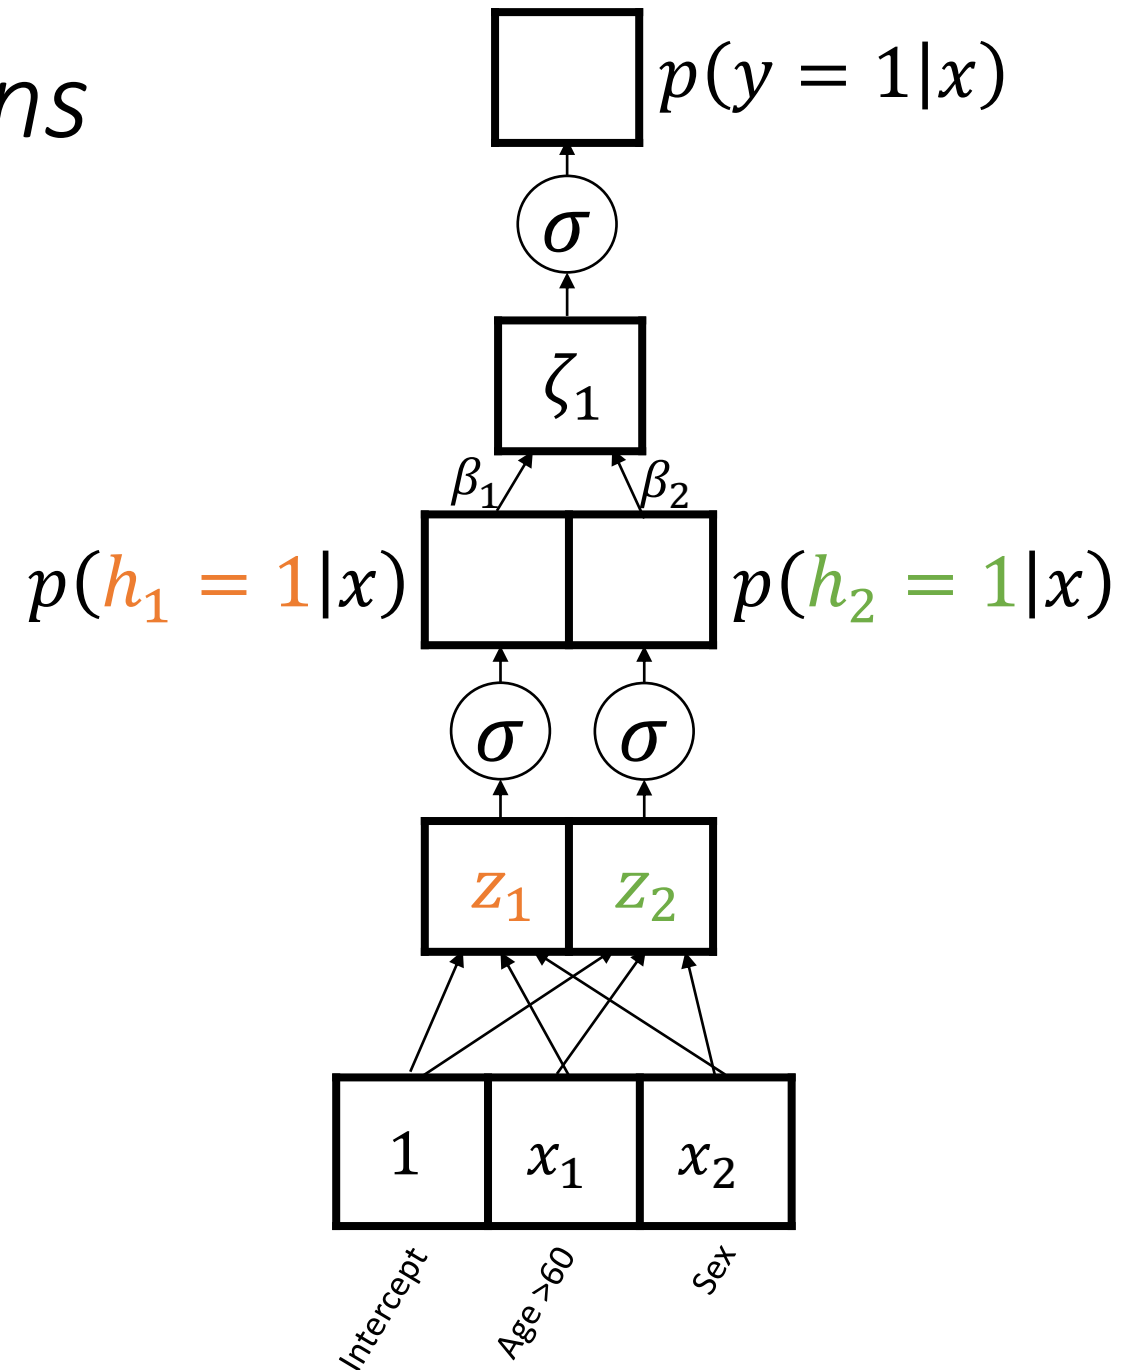 ns
p(y = 1|x)
σ
ζ₁
β₁ β₂
p(h₁ = 1|x) p(h₂ = 1|x)
σ σ
z₁ z₂
1 x₁ x₂
Intercept
Age >60
Sex